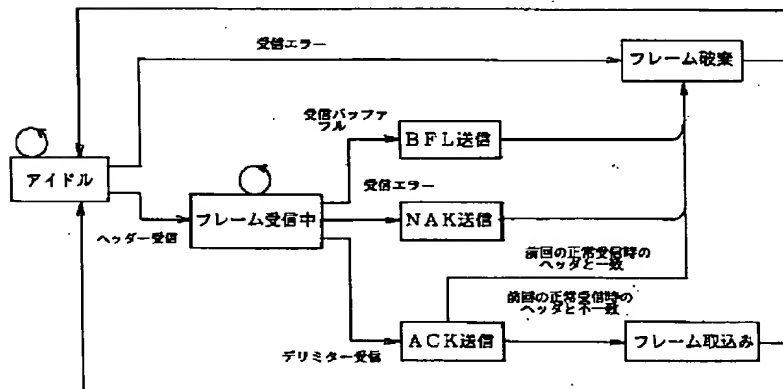 受信エラー
フレーム破棄
受信バッファ
フル
BFL送信
アイドル
受信エラー
フレーム受信中
NAK送信
ヘッダー受信
前回の正常受信時の
ヘッダと一致
前回の正常受信時の
ヘッダと不一致
デリミター受信
ACK送信
フレーム取込み